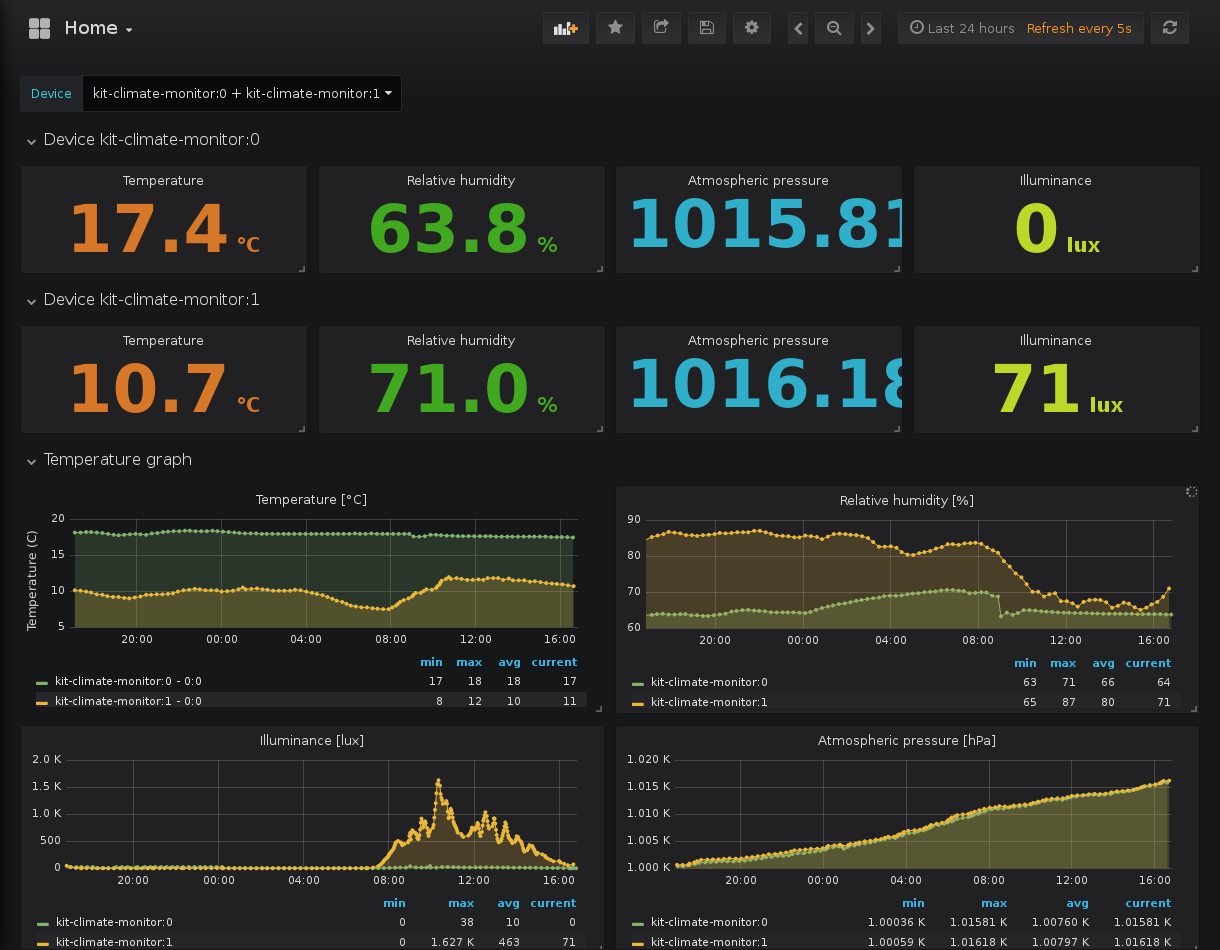 Home
Last 24 hours Refresh every 5s
Device kit-climate-monitor:0 + kit-climate-monitor:1
Device kit-climate-monitor:0
Temperature Relative humidity Atmospheric pressure Illuminance
17.4 °C 63.8 % 1015.81 0 lux
Device kit-climate-monitor:1
Temperature Relative humidity Atmospheric pressure Illuminance
10.7 °C 71.0 % 1016.18 71 lux
Temperature graph
Temperature [°C]
Temperature (C)
20
15
10
5
20:00 00:00 04:00 08:00 12:00 16:00
min max avg current
kit-climate-monitor:0 - 0:0 17 18 18 17
kit-climate-monitor:1 - 0:0 8 12 10 11
Relative humidity [%]
90
80
70
60
20:00 00:00 04:00 08:00 12:00 16:00
min max avg current
kit-climate-monitor:0 63 71 66 64
kit-climate-monitor:1 65 87 80 71
Illuminance [lux]
2.0 K
1.5 K
1.0 K
500
0
20:00 00:00 04:00 08:00 12:00 16:00
min max avg current
kit-climate-monitor:0 0 38 10 0
kit-climate-monitor:1 0 1.627 K 463 71
Atmospheric pressure [hPa]
1.020 K
1.015 K
1.010 K
1.005 K
1.000 K
20:00 00:00 04:00 08:00 12:00 16:00
min max avg current
kit-climate-monitor:0 1.00036 K 1.01581 K 1.00760 K 1.01581 K
kit-climate-monitor:1 1.00059 K 1.01618 K 1.00797 K 1.01618 K